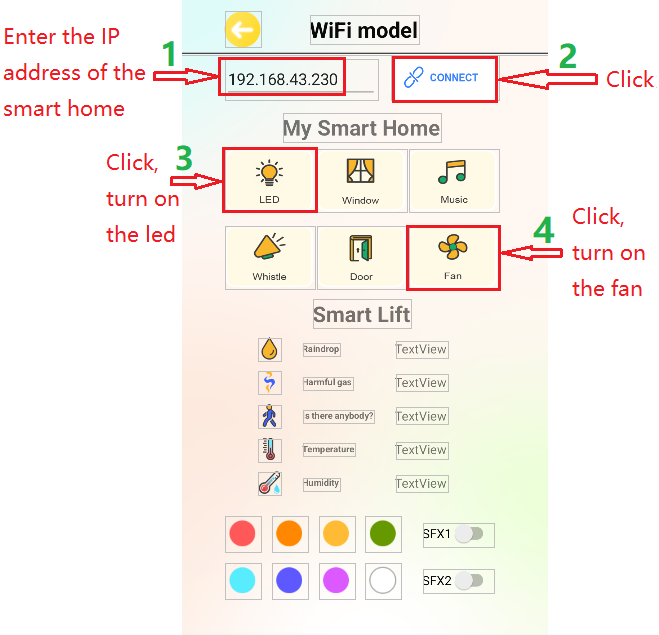 WiFi model
Enter the IP
address of the
smart home
1
192.168.43.230
CONNECT
2
Click
My Smart Home
Click,
turn on
the led
3
LED
Window
Music
Whistle
Door
Fan
4
Click,
turn on
the fan
Smart Lift
Raindrop
TextView
Harmful gas
TextView
s there anybody?
TextView
Temperature
TextView
Humidity
TextView
SFX1
SFX2